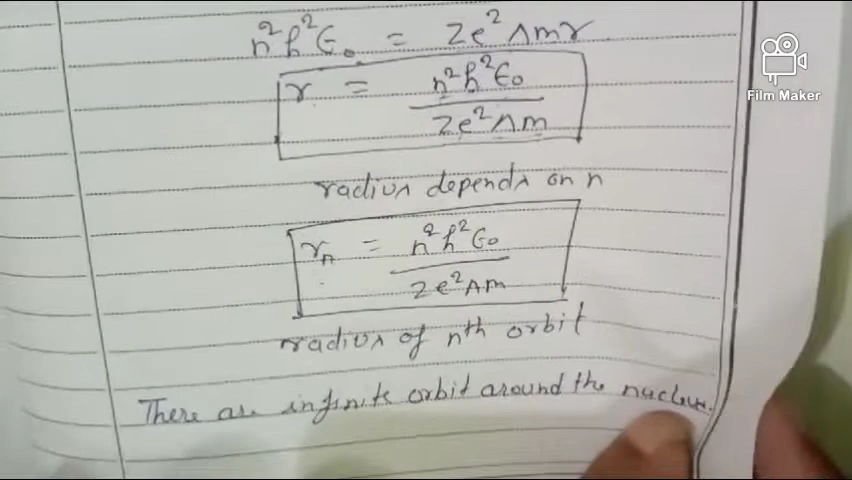 n²h²ϵ₀ = Ze²πmr
r = n²h²ϵ₀ / Ze²πm
radius depends on n
rₙ = n²h²ϵ₀ / Ze²πm
radius of nth orbit
There are infinite orbit around the nucleus.
Film Maker